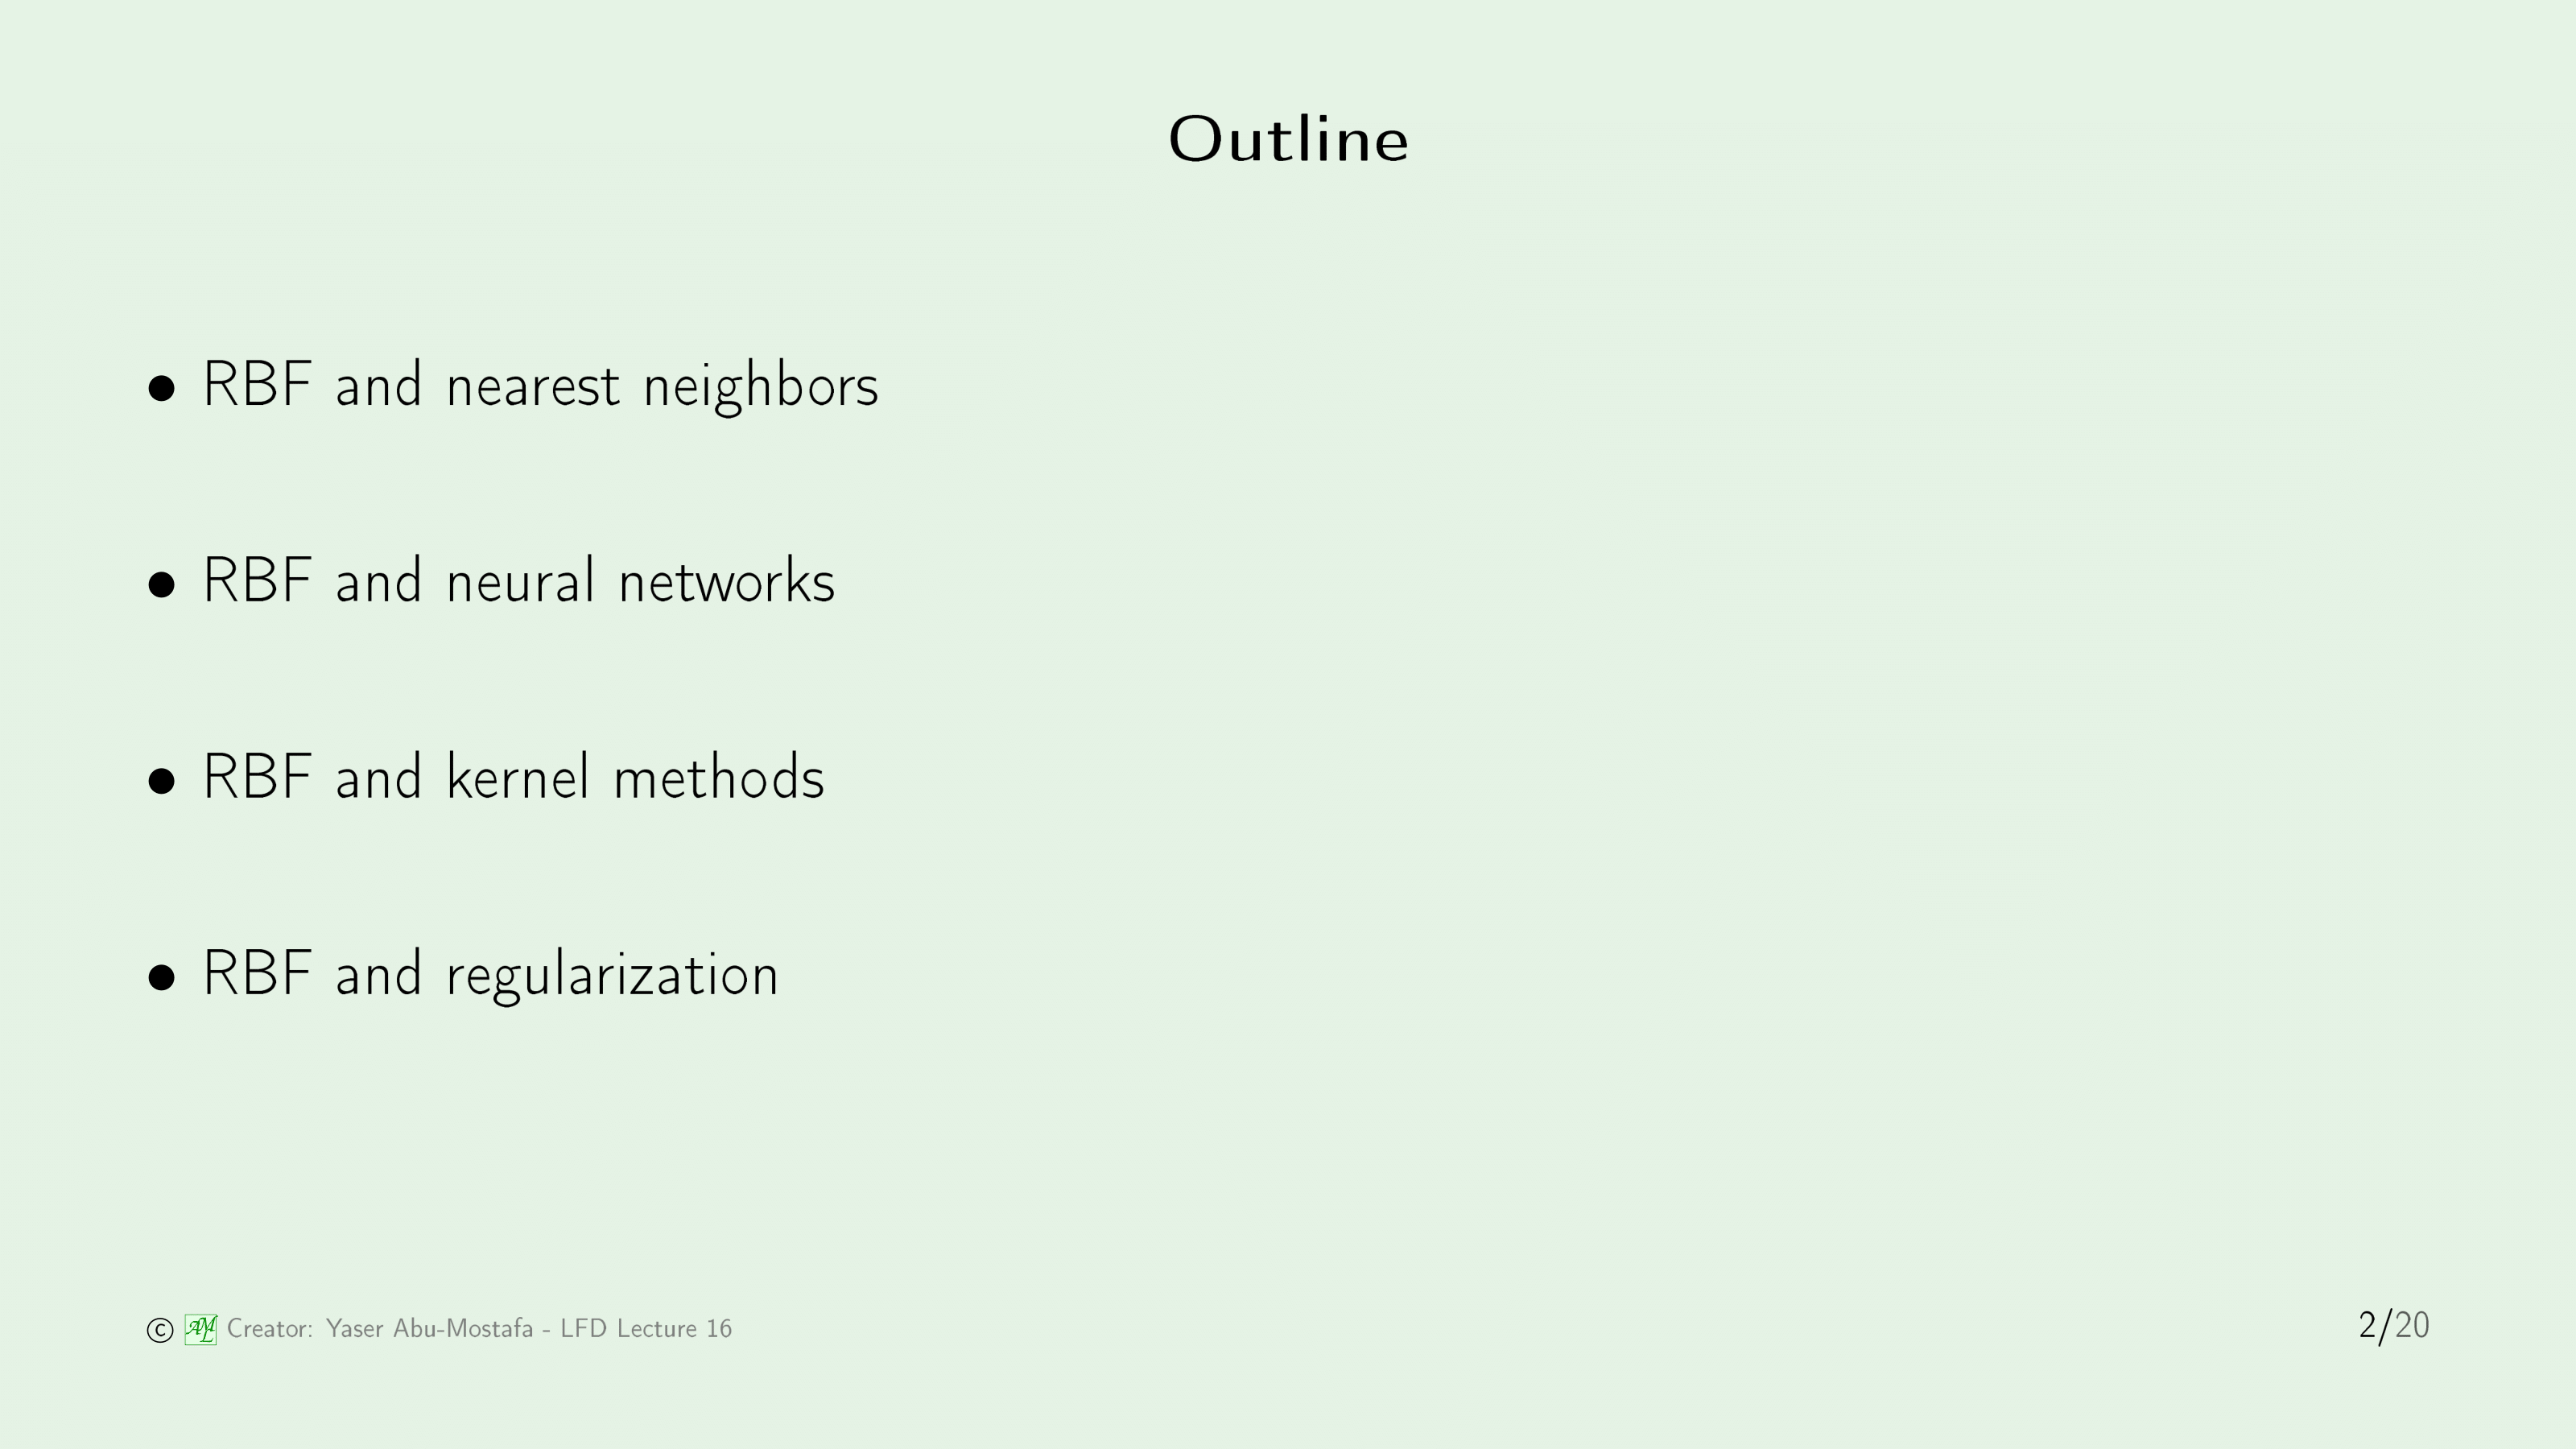 Outline
• RBF and nearest neighbors
• RBF and neural networks
• RBF and kernel methods
• RBF and regularization
© AML Creator: Yaser Abu-Mostafa - LFD Lecture 16
2/20